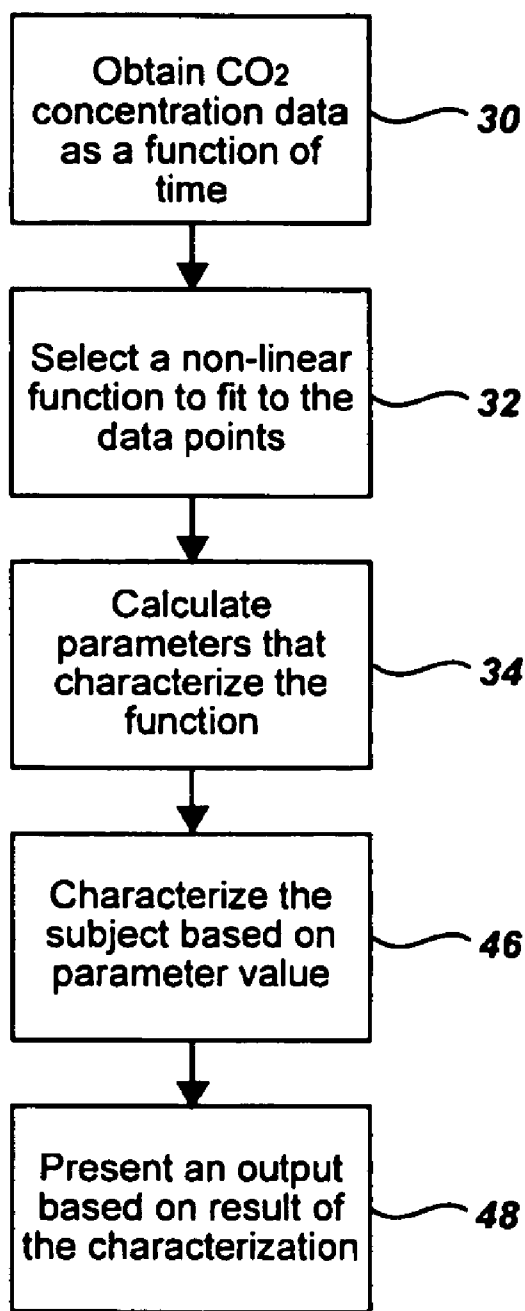 Obtain CO2
concentration data
as a function of
time
30
Select a non-linear
function to fit to the
data points
32
Calculate
parameters that
characterize the
function
34
Characterize the
subject based on
parameter value
46
Present an output
based on result of
the characterization
48